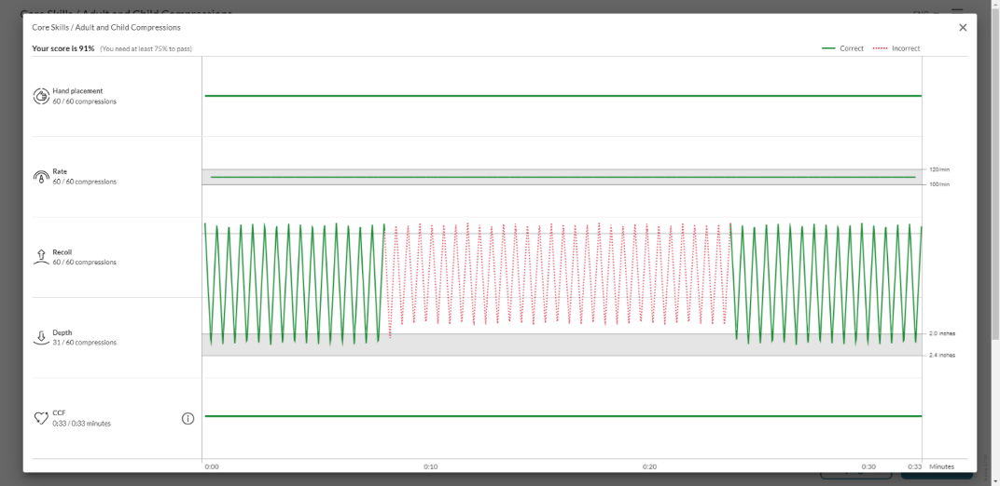 Core Skills / Adult and Child Compressions
Your score is 91% (You need at least 75% to pass)
Correct
Incorrect
Hand placement
60 / 60 compressions
Rate
60 / 60 compressions
120/min
100/min
Recoil
60 / 60 compressions
Depth
31 / 60 compressions
2.0 inches
2.4 inches
CCF
0:33 / 0:33 minutes
0:00 0:10 0:20 0:30 0:33 Minutes